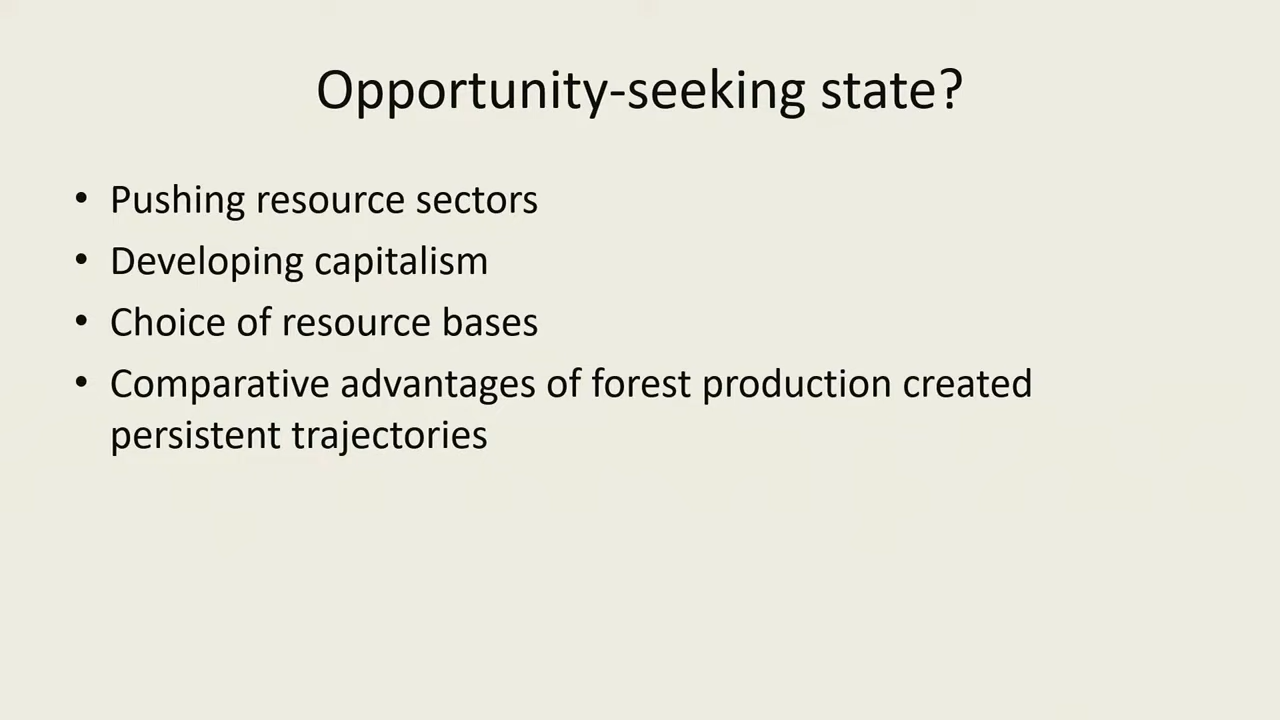 Opportunity-seeking state?
• Pushing resource sectors
• Developing capitalism
• Choice of resource bases
• Comparative advantages of forest production created
persistent trajectories